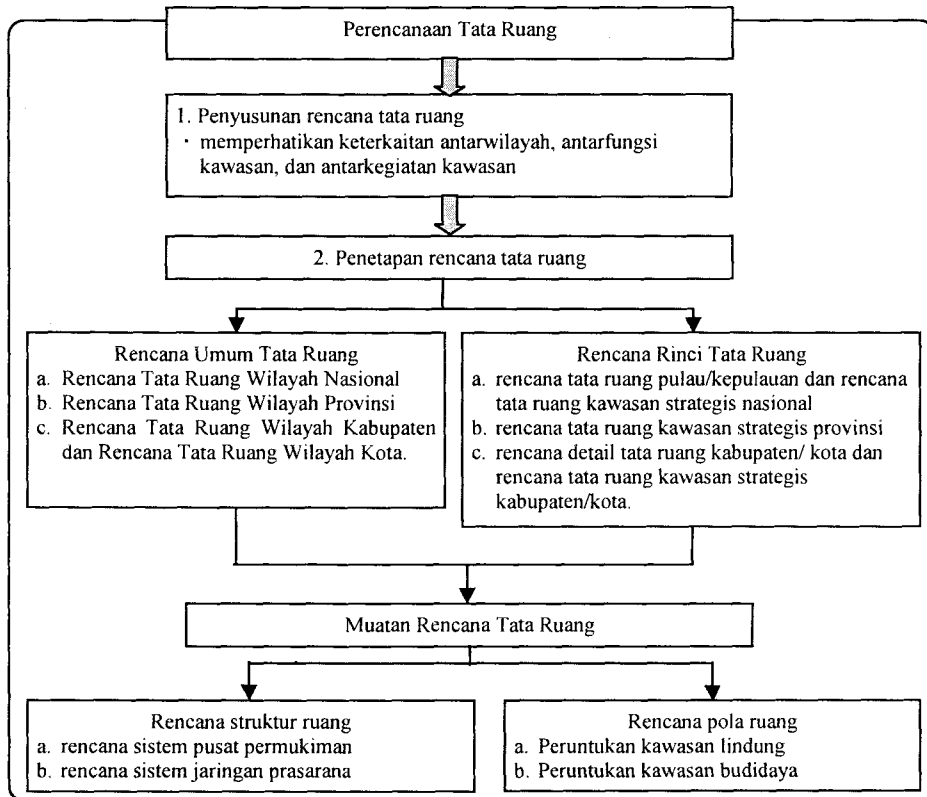 Perencanaan Tata Ruang
1. Penyusunan rencana tata ruang
· memperhatikan keterkaitan antarwilayah, antarfungsi
kawasan, dan antarkegiatan kawasan
2. Penetapan rencana tata ruang
Rencana Umum Tata Ruang
a. Rencana Tata Ruang Wilayah Nasional
b. Rencana Tata Ruang Wilayah Provinsi
c. Rencana Tata Ruang Wilayah Kabupaten
dan Rencana Tata Ruang Wilayah Kota.
Rencana Rinci Tata Ruang
a. rencana tata ruang pulau/kepulauan dan rencana
tata ruang kawasan strategis nasional
b. rencana tata ruang kawasan strategis provinsi
c. rencana detail tata ruang kabupaten/ kota dan
rencana tata ruang kawasan strategis
kabupaten/kota.
Muatan Rencana Tata Ruang
Rencana struktur ruang
a. rencana sistem pusat permukiman
b. rencana sistem jaringan prasarana
Rencana pola ruang
a. Peruntukan kawasan lindung
b. Peruntukan kawasan budidaya